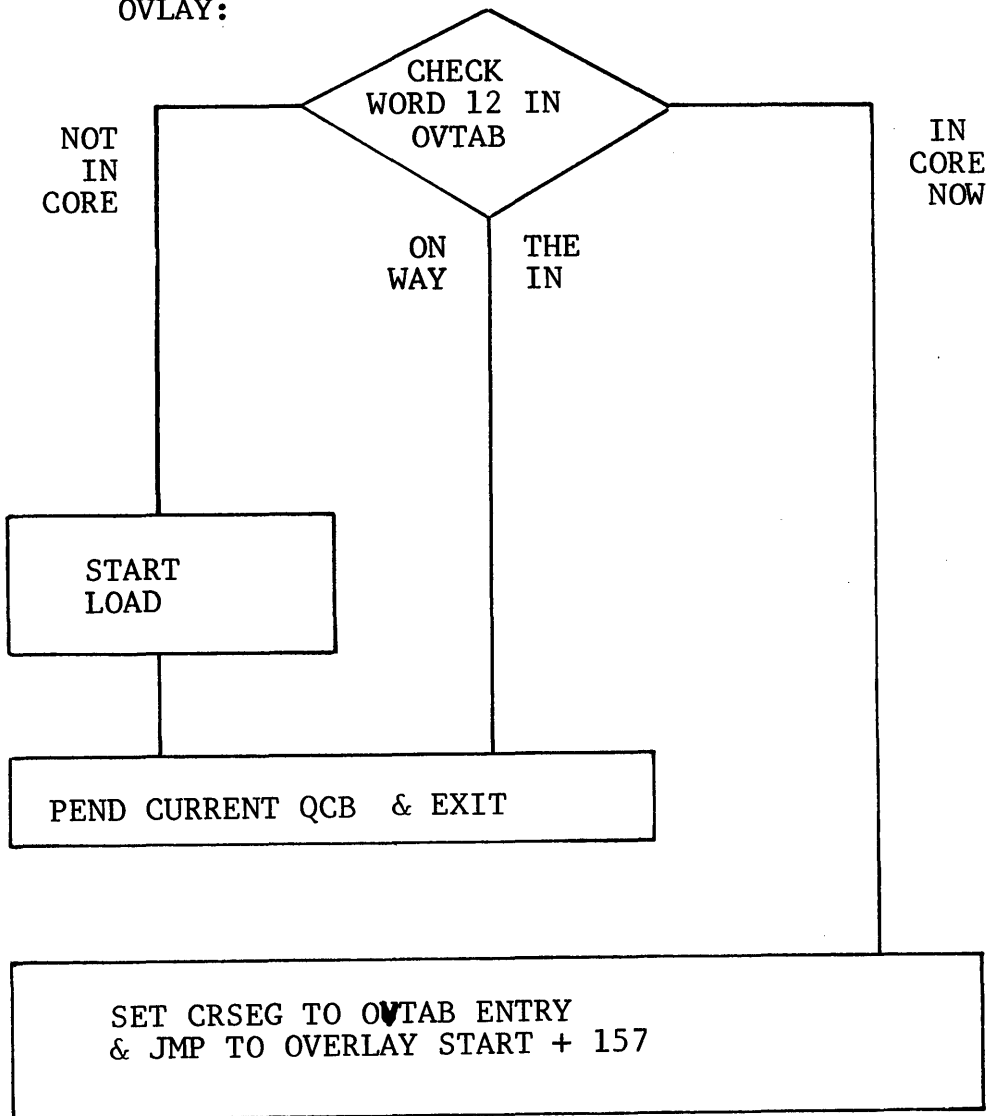 OVLAY:
CHECK
WORD 12 IN
OVTAB
NOT
IN
CORE
IN
CORE
NOW
ON THE
WAY IN
START
LOAD
PEND CURRENT QCB & EXIT
SET CRSEG TO OVTAB ENTRY
& JMP TO OVERLAY START + 157